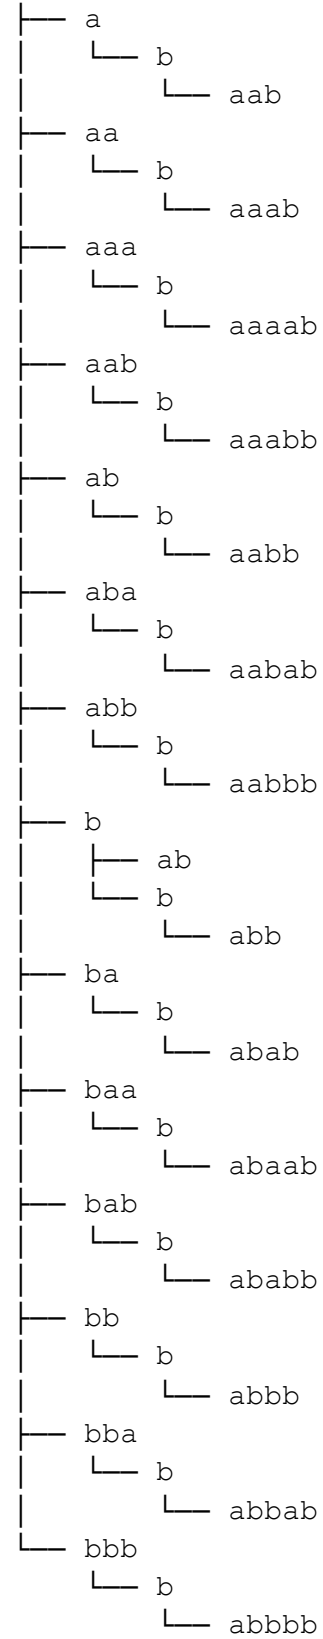 ├── a
│   └── b
│       └── aab
├── aa
│   └── b
│       └── aaab
├── aaa
│   └── b
│       └── aaaab
├── aab
│   └── b
│       └── aaabb
├── ab
│   └── b
│       └── aabb
├── aba
│   └── b
│       └── aabab
├── abb
│   └── b
│       └── aabbb
├── b
│   ├── ab
│   └── b
│       └── abb
├── ba
│   └── b
│       └── abab
├── baa
│   └── b
│       └── abaab
├── bab
│   └── b
│       └── ababb
├── bb
│   └── b
│       └── abbb
├── bba
│   └── b
│       └── abbab
└── bbb
    └── b
        └── abbbb